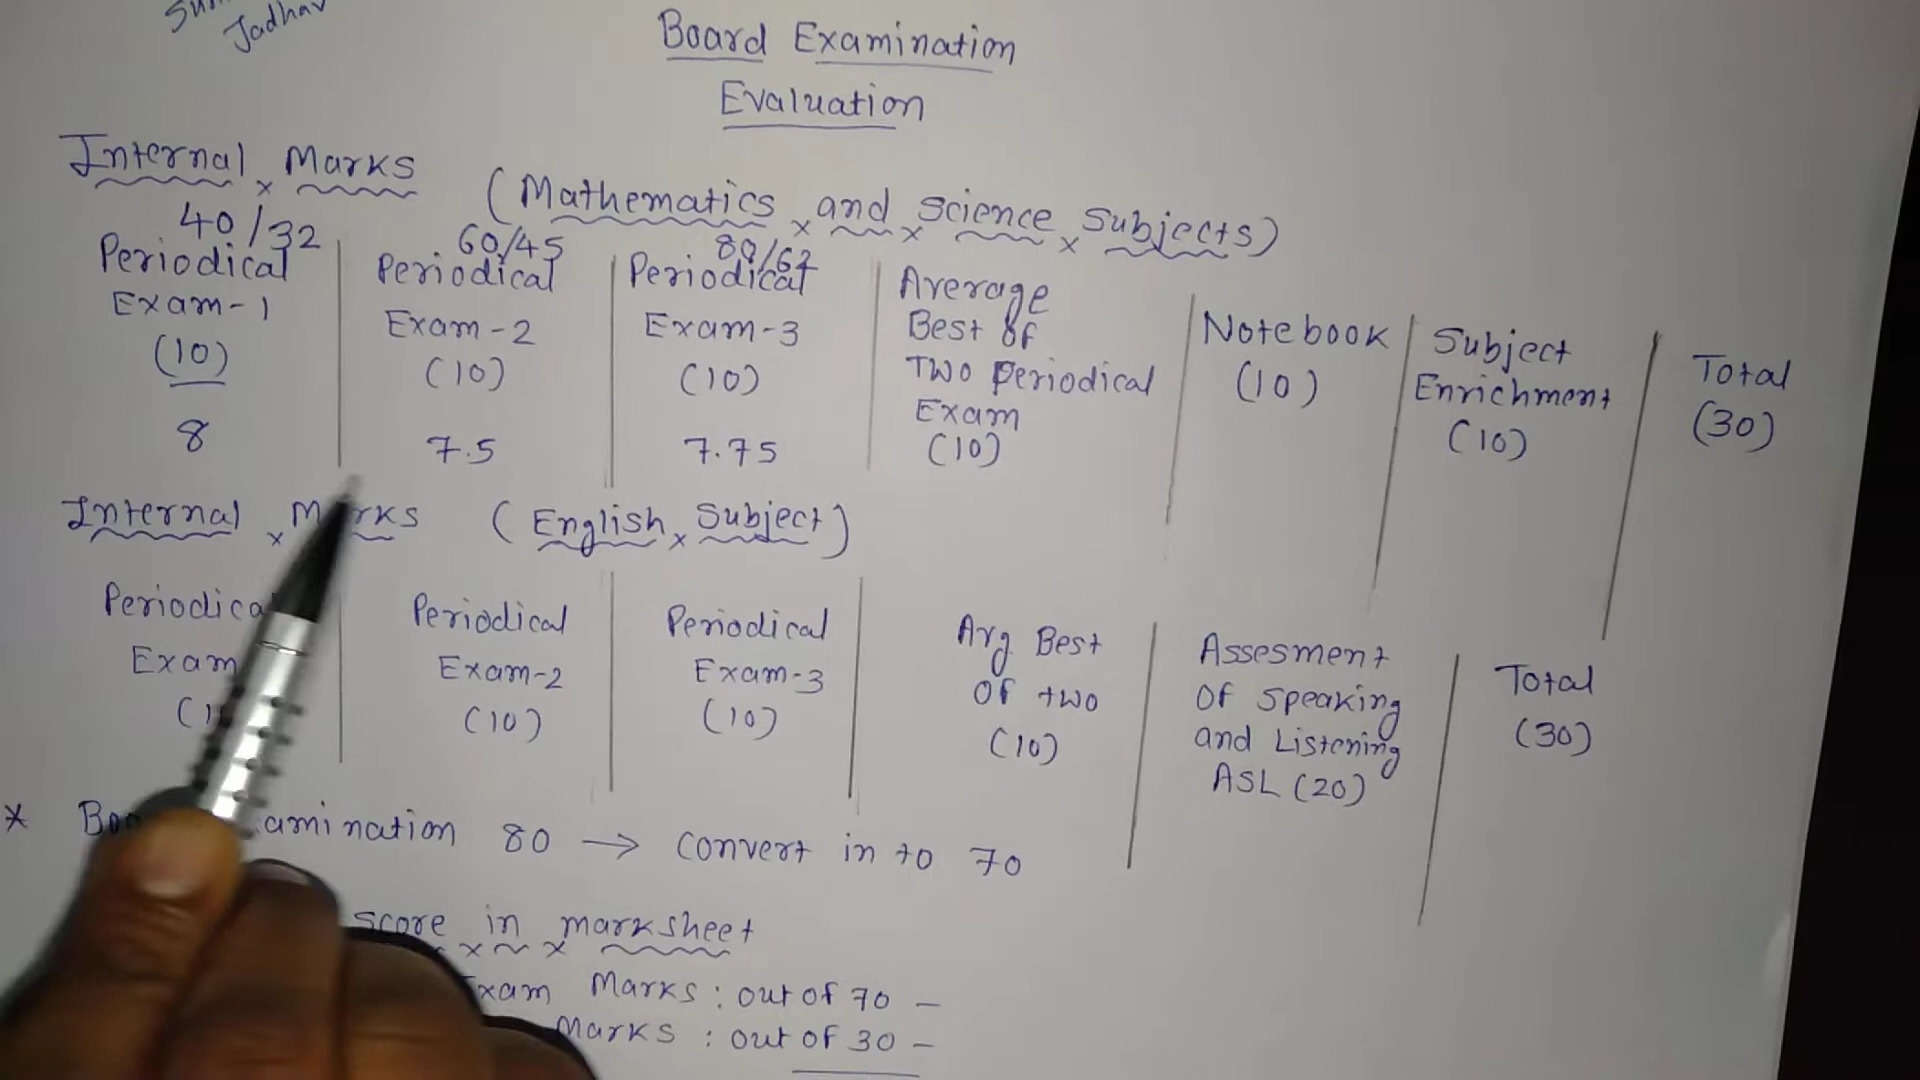 Jadhav
Board Examination
Evaluation
Internal Marks
(Mathematics and Science Subjects)
40/32
Periodical
Exam-1
(10)
8
60/45
Periodical
Exam-2
(10)
7.5
80/62
Periodical
Exam-3
(10)
7.75
Average
Best of
Two Periodical
Exam
(10)
Notebook
(10)
Subject
Enrichment
(10)
Total
(30)
Internal Marks (English Subject)
Periodical
Exam
Periodical
Exam-2
(10)
Periodical
Exam-3
(10)
Avg Best
of two
(10)
Assesment
of speaking
and Listening
ASL (20)
Total
(30)
* amination 80 → convert in to 70
score in marksheet
Exam Marks : out of 70 -
Marks : out of 30 -